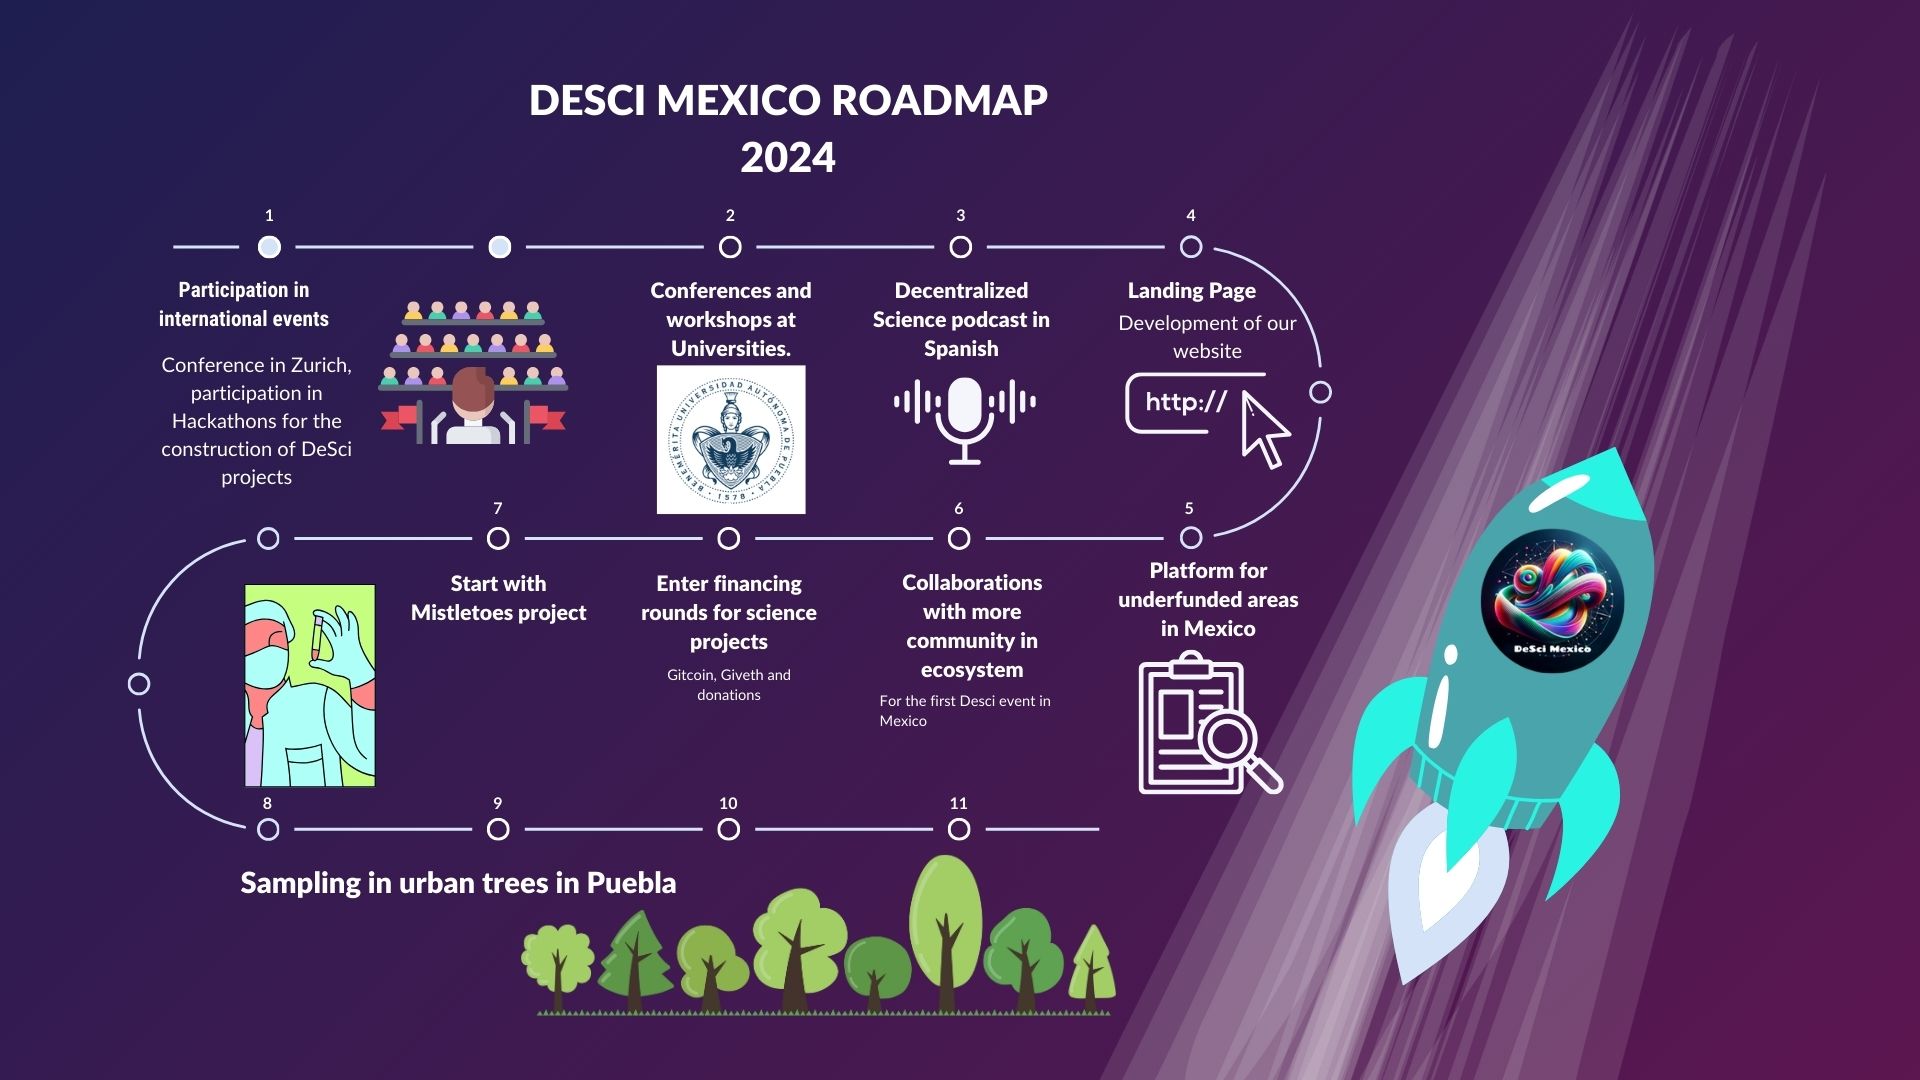 DESCI MEXICO ROADMAP
2024
1
2
3
4
Participation in
international events
Conference in Zurich,
participation in
Hackathons for the
construction of DeSci
projects
Conferences and
workshops at
Universities.
BENEMÉRITA UNIVERSIDAD AUTÓNOMA DE PUEBLA
1578
Decentralized
Science podcast in
Spanish
Landing Page
Development of our
website
http://
7
6
5
Start with
Mistletoes project
Enter financing
rounds for science
projects
Gitcoin, Giveth and
donations
Collaborations
with more
community in
ecosystem
For the first Desci event in
Mexico
Platform for
underfunded areas
in Mexico
DeSci Mexico
8
9
10
11
Sampling in urban trees in Puebla